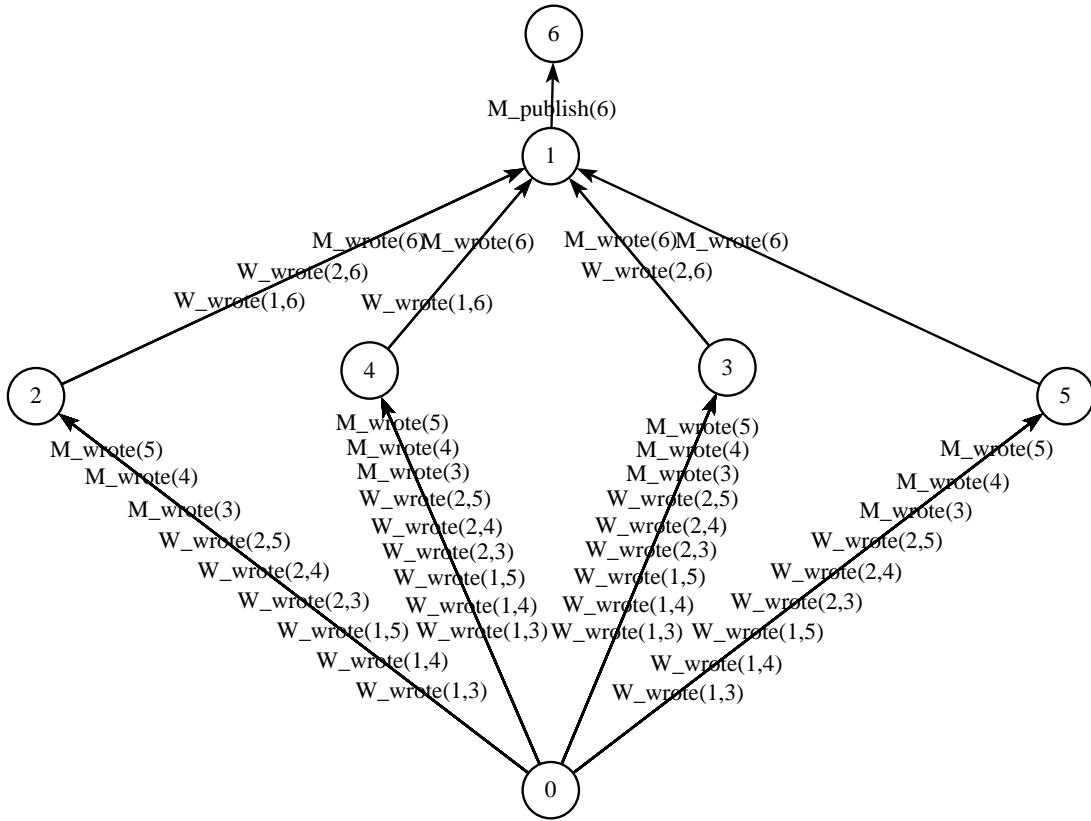 6
M_publish(6)
1
M_wrote(6)
M_wrote(6)
M_wrote(6)
M_wrote(6)
W_wrote(2,6)
W_wrote(2,6)
W_wrote(1,6)
W_wrote(1,6)
2
4
3
5
M_wrote(5)
M_wrote(4)
M_wrote(3)
W_wrote(2,5)
W_wrote(2,4)
W_wrote(2,3)
W_wrote(1,5)
W_wrote(1,4)
W_wrote(1,3)
M_wrote(5)
M_wrote(4)
M_wrote(3)
W_wrote(2,5)
W_wrote(2,4)
W_wrote(2,3)
W_wrote(1,5)
W_wrote(1,4)
W_wrote(1,3)
M_wrote(5)
M_wrote(4)
M_wrote(3)
W_wrote(2,5)
W_wrote(2,4)
W_wrote(2,3)
W_wrote(1,5)
W_wrote(1,4)
W_wrote(1,3)
M_wrote(5)
M_wrote(4)
M_wrote(3)
W_wrote(2,5)
W_wrote(2,4)
W_wrote(2,3)
W_wrote(1,5)
W_wrote(1,4)
W_wrote(1,3)
0